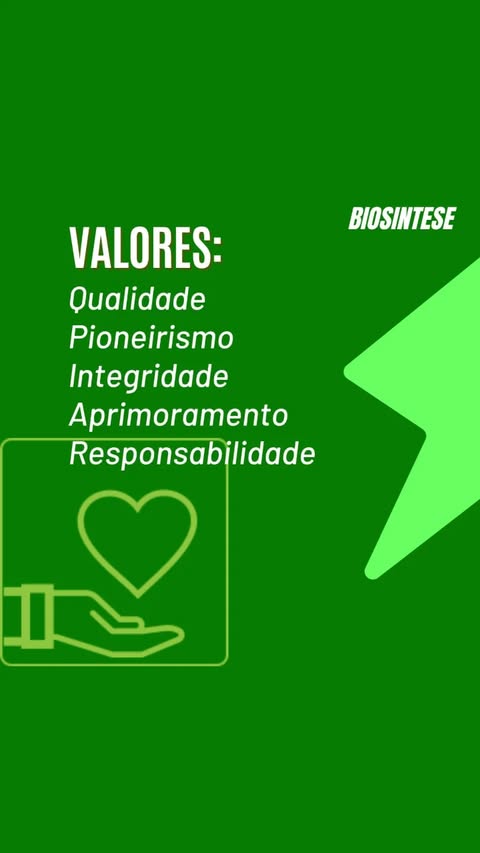 BIOSINTESE
VALORES:
Qualidade
Pioneirismo
Integridade
Aprimoramento
Responsabilidade